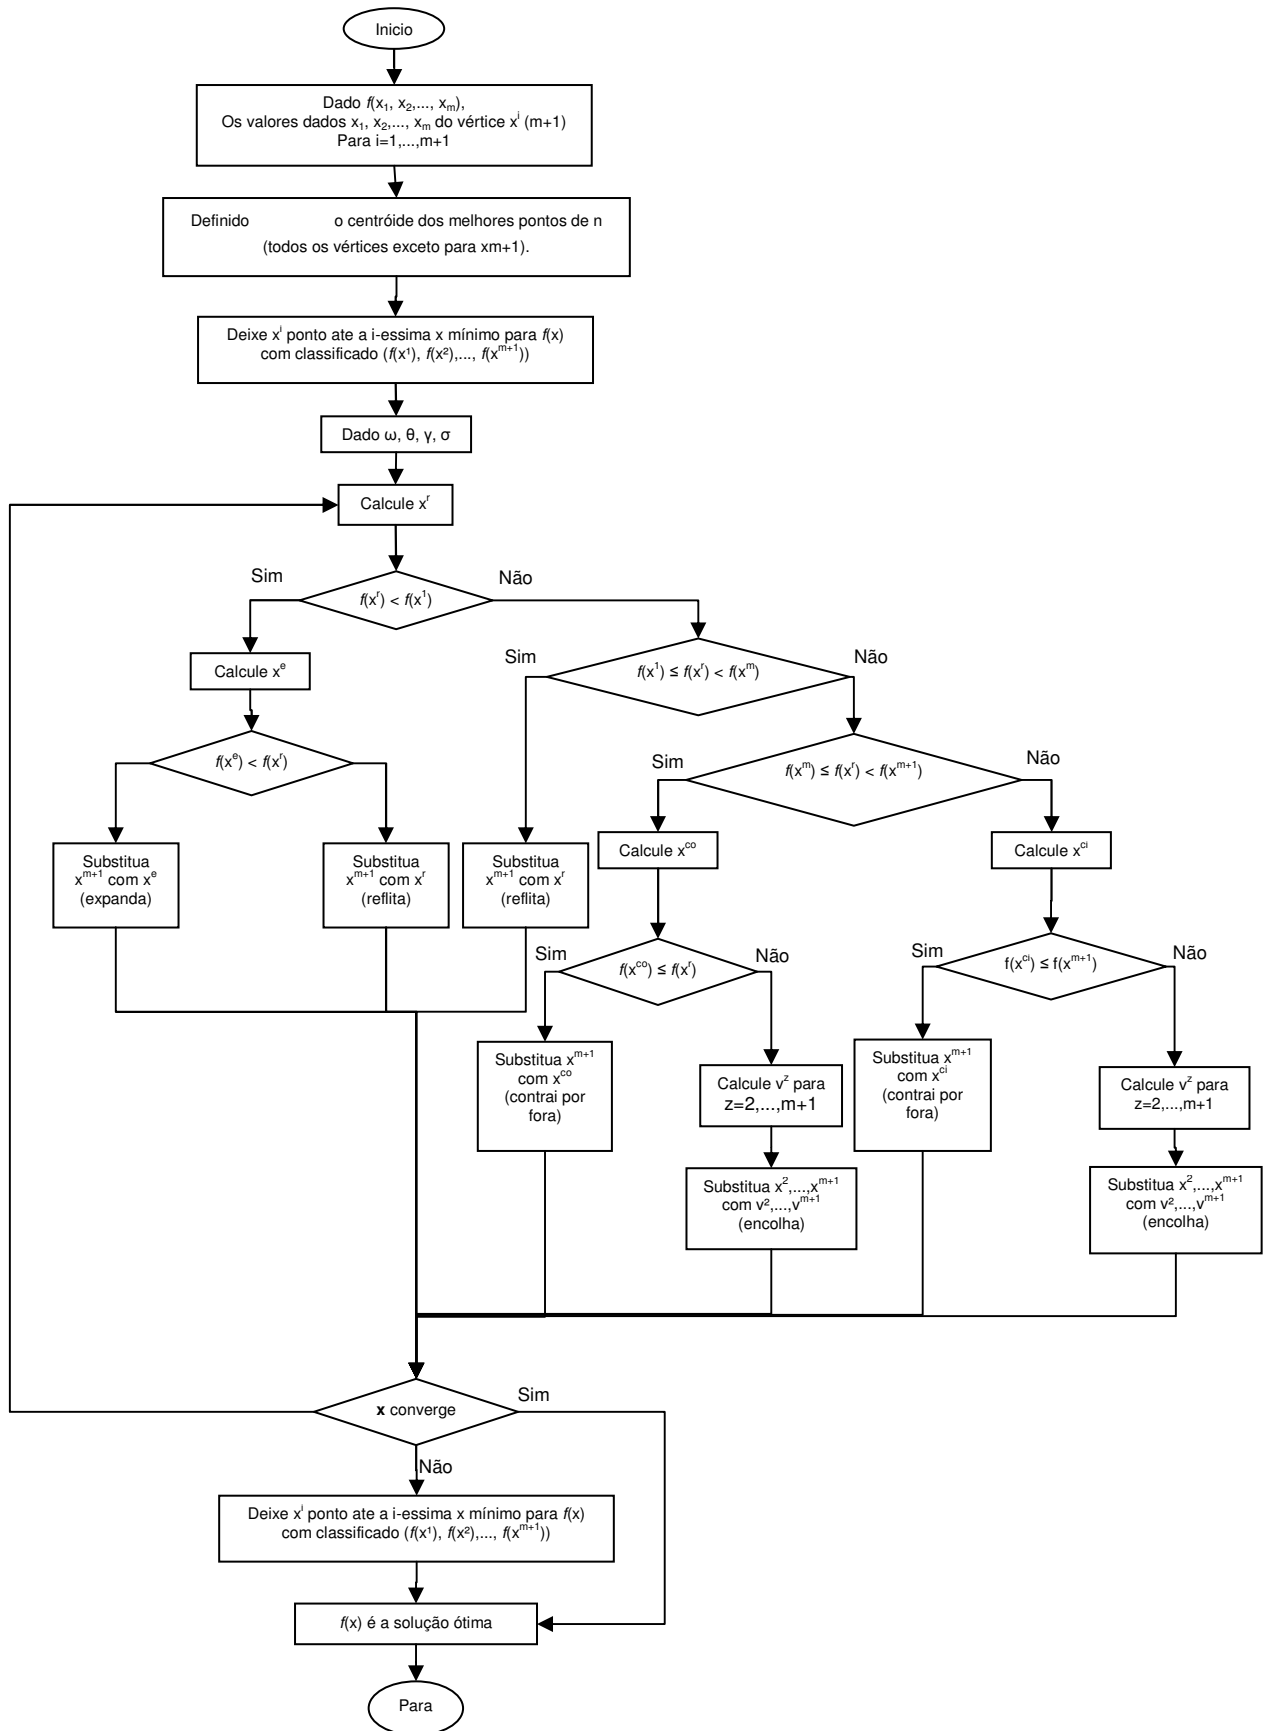 Inicio
Dado f(x₁, x₂,..., xₘ),
Os valores dados x₁, x₂,..., xₘ do vértice xⁱ (m+1)
Para i=1,...,m+1
Definido o centróide dos melhores pontos de n
(todos os vértices exceto para xm+1).
Deixe xⁱ ponto ate a i-essima x mínimo para f(x)
com classificado (f(x¹), f(x²),..., f(xᵐ⁺¹))
Dado ω, θ, γ, σ
Calcule xʳ
Sim
Não
f(xʳ) < f(x¹)
Calcule xᵉ
Sim
f(x¹) ≤ f(xʳ) < f(xᵐ)
Não
f(xᵉ) < f(xʳ)
Sim
f(xᵐ) ≤ f(xʳ) < f(xᵐ⁺¹)
Não
Substitua
xᵐ⁺¹ com xᵉ
(expanda)
Substitua
xᵐ⁺¹ com xʳ
(reflita)
Substitua
xᵐ⁺¹ com xʳ
(reflita)
Calcule xᶜᵒ
Calcule xᶜⁱ
Sim
f(xᶜᵒ) ≤ f(xʳ)
Não
Sim
f(xᶜⁱ) ≤ f(xᵐ⁺¹)
Não
Substitua xᵐ⁺¹
com xᶜᵒ
(contrai por
fora)
Calcule vᶻ para
z=2,...,m+1
Substitua xᵐ⁺¹
com xᶜⁱ
(contrai por
fora)
Calcule vᶻ para
z=2,...,m+1
Substitua x²,...,xᵐ⁺¹
com v²,...,vᵐ⁺¹
(encolha)
Substitua x²,...,xᵐ⁺¹
com v²,...,vᵐ⁺¹
(encolha)
x converge
Sim
Não
Deixe xⁱ ponto ate a i-essima x mínimo para f(x)
com classificado (f(x¹), f(x²),..., f(xᵐ⁺¹))
f(x) é a solução ótima
Para